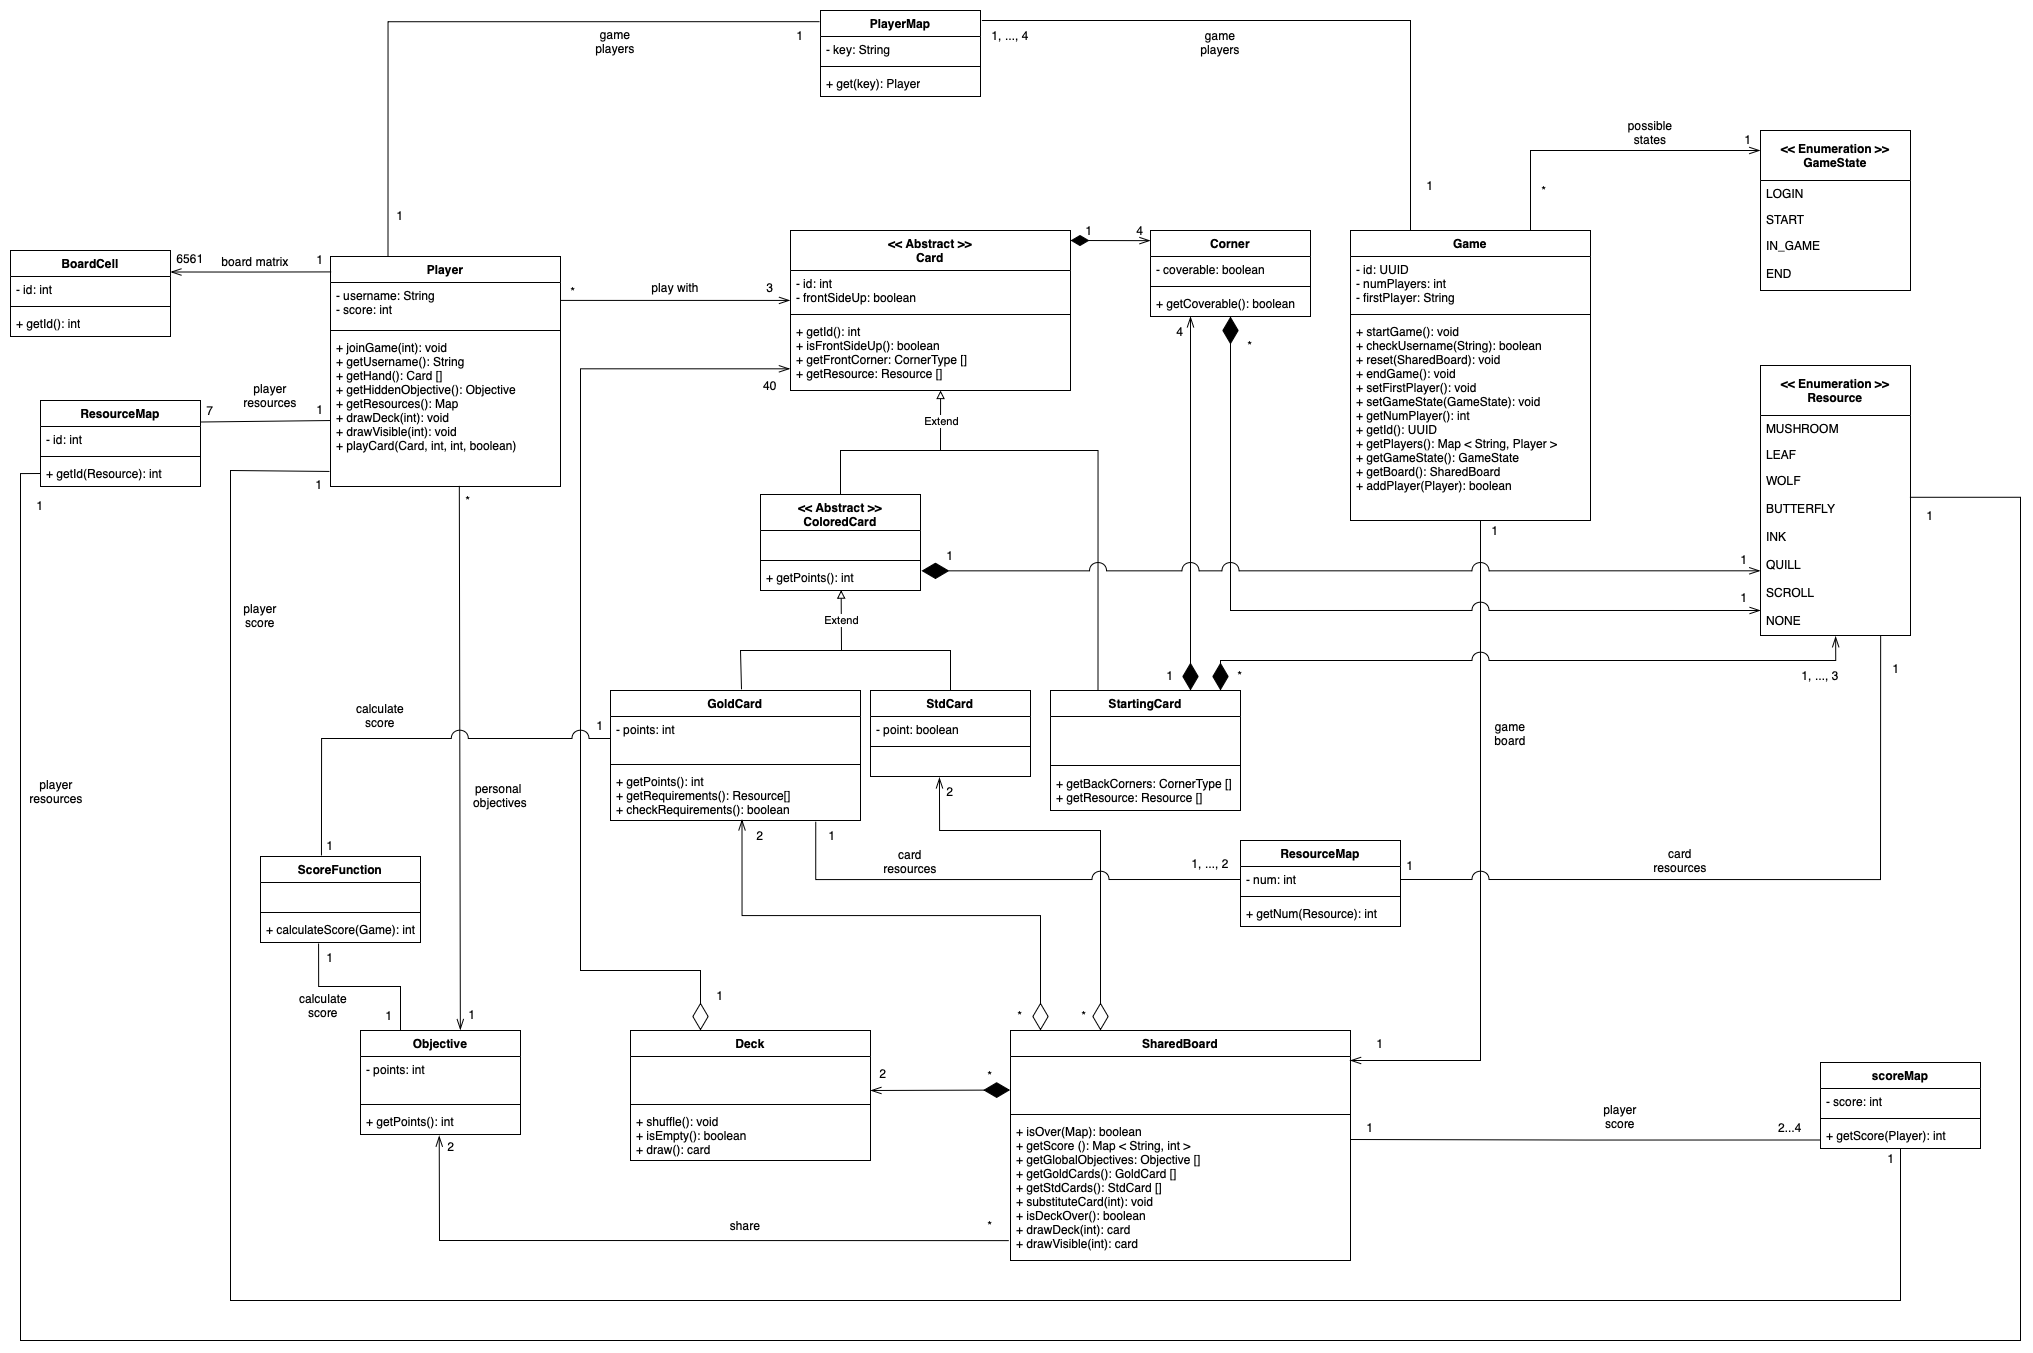 PlayerMap
- key: String
+ get(key): Player
game
players
1
1, ..., 4
game
players
1
1
possible
states
1
*
<< Enumeration >>
GameState
LOGIN
START
IN_GAME
END
BoardCell
- id: int
+ getId(): int
6561
board matrix
1
Player
- username: String
- score: int
+ joinGame(int): void
+ getUsername(): String
+ getHand(): Card []
+ getHiddenObjective(): Objective
+ getResources(): Map
+ drawDeck(int): void
+ drawVisible(int): void
+ playCard(Card, int, int, boolean)
*
play with
3
40
<< Abstract >>
Card
- id: int
- frontSideUp: boolean
+ getId(): int
+ isFrontSideUp(): boolean
+ getFrontCorner: CornerType []
+ getResource: Resource []
1
4
Corner
- coverable: boolean
+ getCoverable(): boolean
4
*
Game
- id: UUID
- numPlayers: int
- firstPlayer: String
+ startGame(): void
+ checkUsername(String): boolean
+ reset(SharedBoard): void
+ endGame(): void
+ setFirstPlayer(): void
+ setGameState(GameState): void
+ getNumPlayer(): int
+ getId(): UUID
+ getPlayers(): Map < String, Player >
+ getGameState(): GameState
+ getBoard(): SharedBoard
+ addPlayer(Player): boolean
1
<< Enumeration >>
Resource
MUSHROOM
LEAF
WOLF
BUTTERFLY
INK
QUILL
SCROLL
NONE
1
1
1
1
1, ..., 3
ResourceMap
- id: int
+ getId(Resource): int
7
player
resources
1
1
1
*
Extend
<< Abstract >>
ColoredCard
+ getPoints(): int
1
Extend
player
score
player
resources
calculate
score
1
personal
objectives
GoldCard
- points: int
+ getPoints(): int
+ getRequirements(): Resource[]
+ checkRequirements(): boolean
StdCard
- point: boolean
1
*
StartingCard
+ getBackCorners: CornerType []
+ getResource: Resource []
game
board
2
2
1
card
resources
1, ..., 2
ResourceMap
- num: int
+ getNum(Resource): int
1
card
resources
1
ScoreFunction
+ calculateScore(Game): int
1
calculate
score
1
1
Objective
- points: int
+ getPoints(): int
2
1
Deck
+ shuffle(): void
+ isEmpty(): boolean
+ draw(): card
2
*
*
*
SharedBoard
+ isOver(Map): boolean
+ getScore (): Map < String, int >
+ getGlobalObjectives: Objective []
+ getGoldCards(): GoldCard []
+ getStdCards(): StdCard []
+ substituteCard(int): void
+ isDeckOver(): boolean
+ drawDeck(int): card
+ drawVisible(int): card
1
share
*
1
player
score
2...4
scoreMap
- score: int
+ getScore(Player): int
1